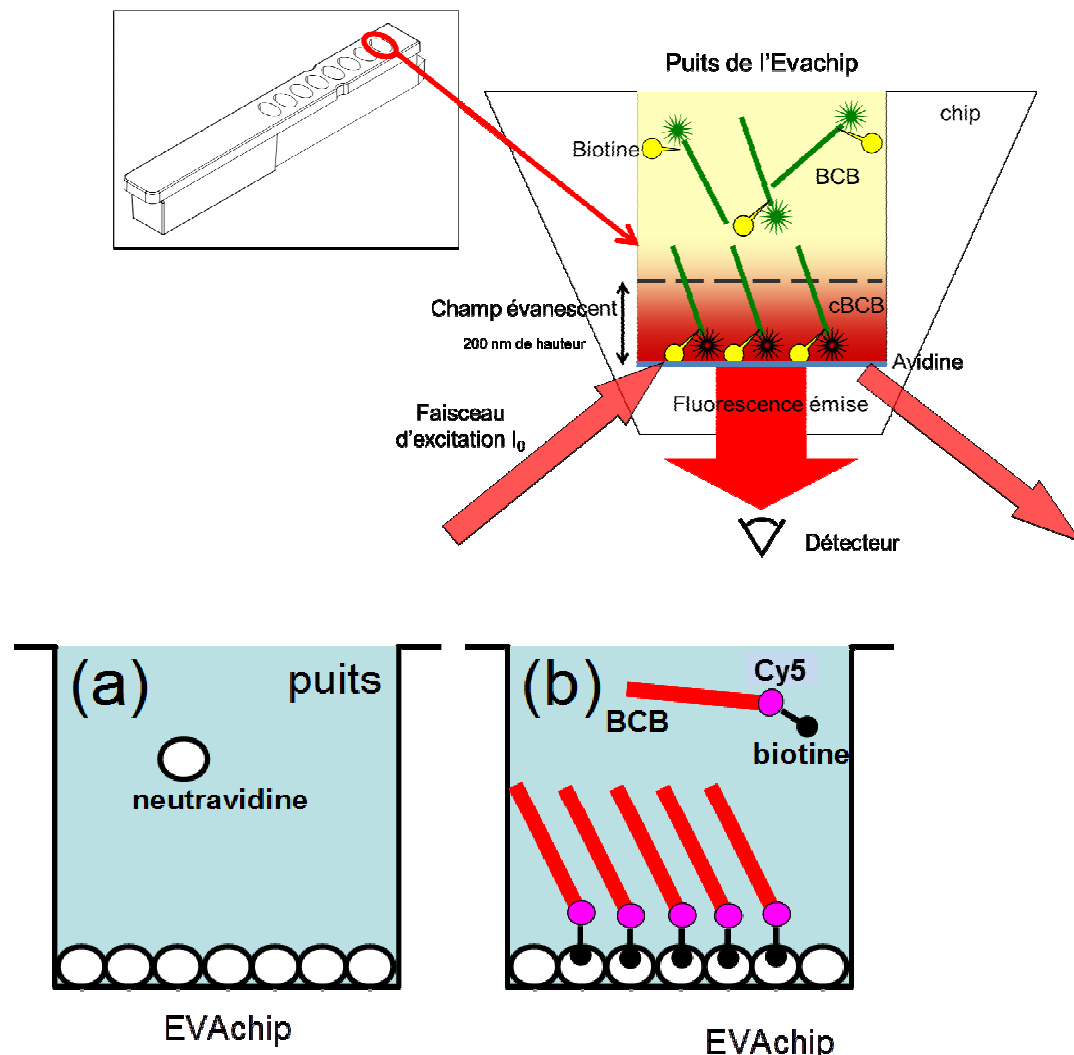 Puits de l'Evachip
chip
Biotine
BCB
Champ évanescent
200 nm de hauteur
cBCB
Avidine
Fluorescence émise
Faisceau
d'excitation I₀
Détecteur
(a)
puits
neutravidine
EVAchip
(b)
Cy5
BCB
biotine
EVAchip